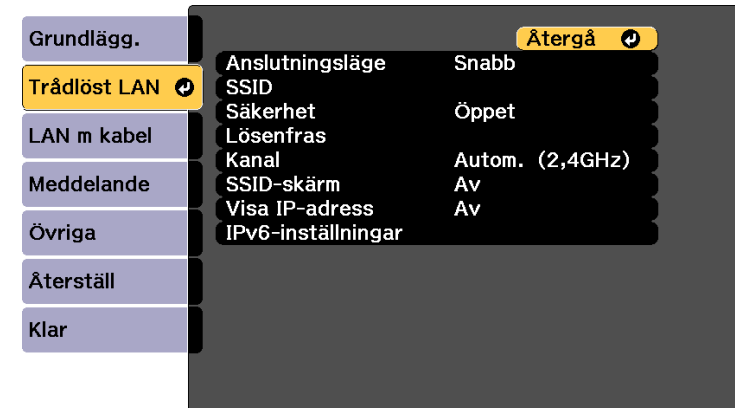 Grundlägg.
Trådlöst LAN
LAN m kabel
Meddelande
Övriga
Återställ
Klar
Återgå
Anslutningsläge Snabb
SSID
Säkerhet Öppet
Lösenfras
Kanal Autom. (2,4GHz)
SSID-skärm Av
Visa IP-adress Av
IPv6-inställningar